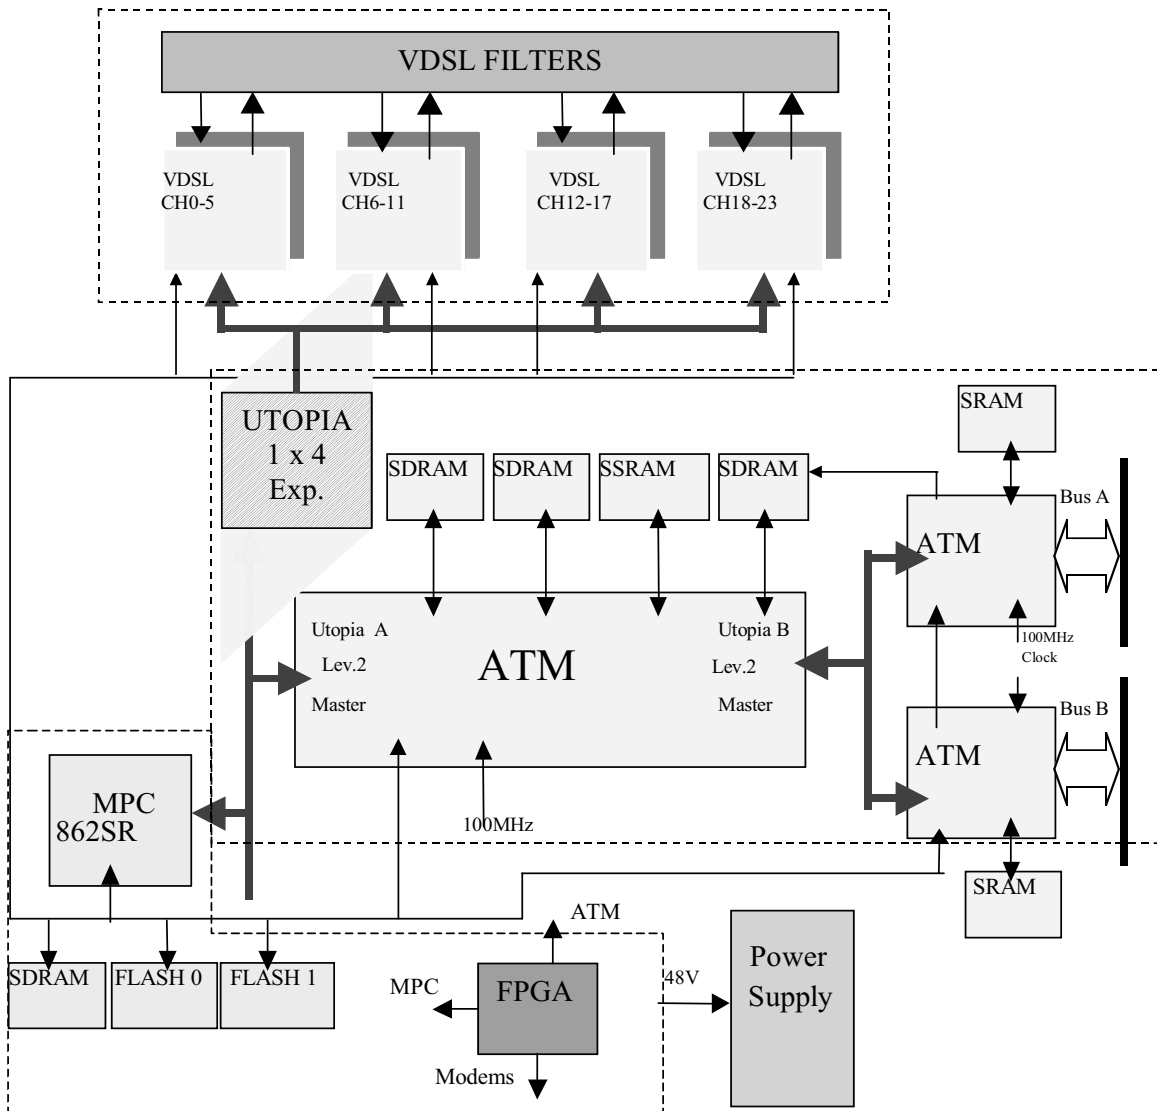 VDSL FILTERS
VDSL
CH0-5
VDSL
CH6-11
VDSL
CH12-17
VDSL
CH18-23
UTOPIA
1 x 4
Exp.
SDRAM
SDRAM
SSRAM
SDRAM
SRAM
Bus A
ATM
100MHz
Clock
Utopia A
Lev.2
Master
ATM
Utopia B
Lev.2
Master
Bus B
ATM
SRAM
MPC
862SR
100MHz
SDRAM
FLASH 0
FLASH 1
ATM
MPC
FPGA
Modems
48V
Power
Supply